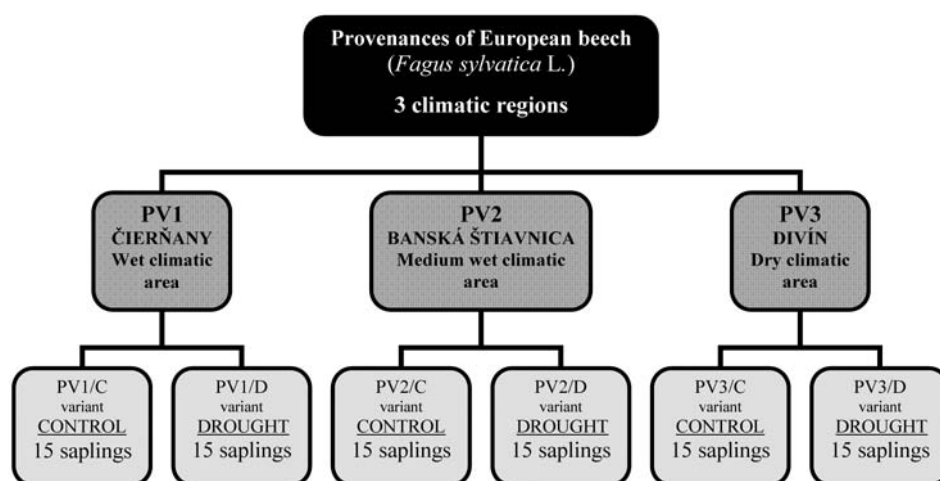 Provenances of European beech
(Fagus sylvatica L.)
3 climatic regions
PV1
ČIERŇANY
Wet climatic
area
PV2
BANSKÁ ŠTIAVNICA
Medium wet climatic
area
PV3
DIVÍN
Dry climatic
area
PV1/C
variant
CONTROL
15 saplings
PV1/D
variant
DROUGHT
15 saplings
PV2/C
variant
CONTROL
15 saplings
PV2/D
variant
DROUGHT
15 saplings
PV3/C
variant
CONTROL
15 saplings
PV3/D
variant
DROUGHT
15 saplings